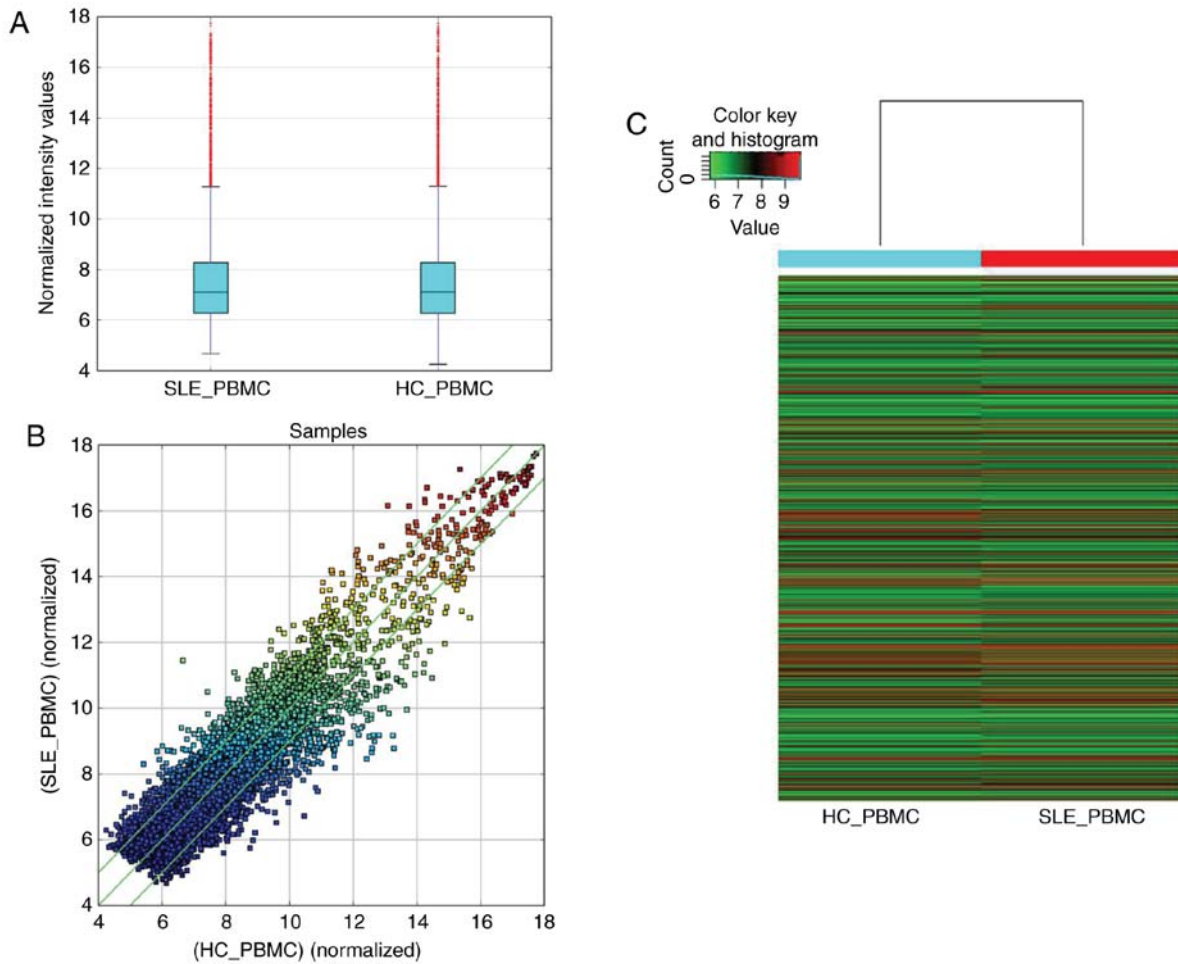 A
Normalized intensity values
18
16
14
12
10
8
6
4
SLE_PBMC HC_PBMC
B
Samples
(SLE_PBMC) (normalized)
18
16
14
12
10
8
6
4
4 6 8 10 12 14 16 18
(HC_PBMC) (normalized)
C
Color key
and histogram
Count
0
6 7 8 9
Value
HC_PBMC SLE_PBMC